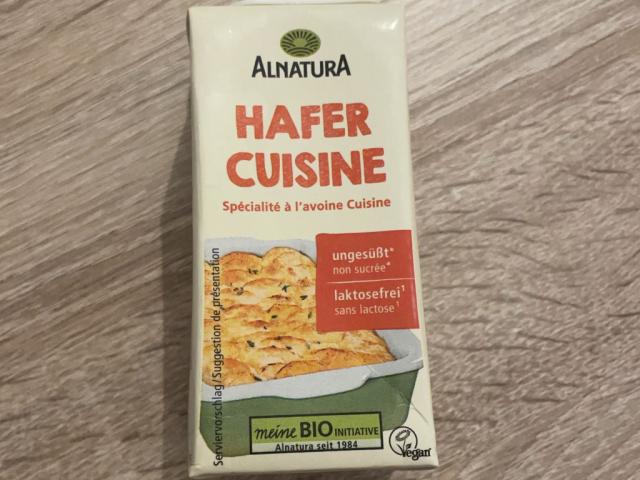 ALNATURA
HAFER
CUISINE
Spécialité à l'avoine Cuisine
ungesüßt*
non sucrée*
laktosefrei¹
sans lactose¹
Serviervorschlag/Suggestion de présentation
meine BIO INITIATIVE
Alnatura seit 1984
Vegan